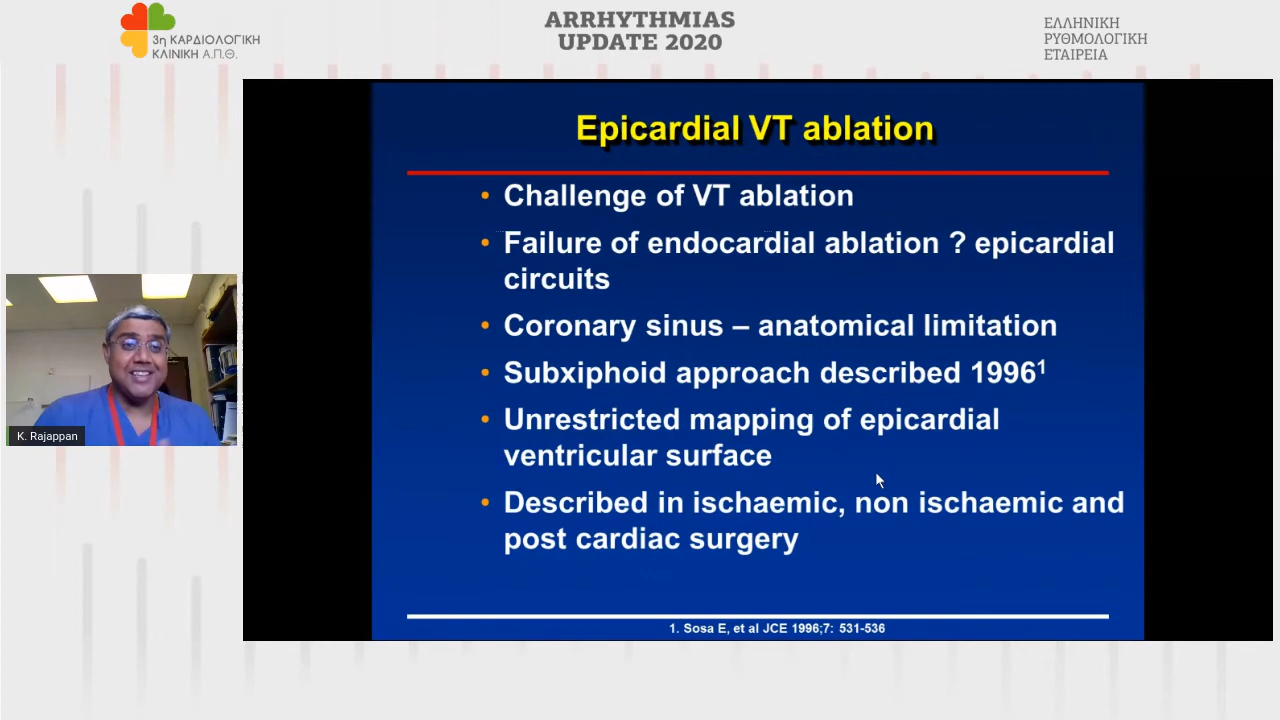 3η ΚΑΡΔΙΟΛΟΓΙΚΗ
ΚΛΙΝΙΚΗ Α.Π.Θ.
ARRHYTHMIAS
UPDATE 2020
ΕΛΛΗΝΙΚΗ
ΡΥΘΜΟΛΟΓΙΚΗ
ΕΤΑΙΡΕΙΑ
Epicardial VT ablation
• Challenge of VT ablation
• Failure of endocardial ablation ? epicardial
circuits
• Coronary sinus – anatomical limitation
• Subxiphoid approach described 1996¹
• Unrestricted mapping of epicardial
ventricular surface
• Described in ischaemic, non ischaemic and
post cardiac surgery
1. Sosa E, et al JCE 1996;7: 531-536
K. Rajappan